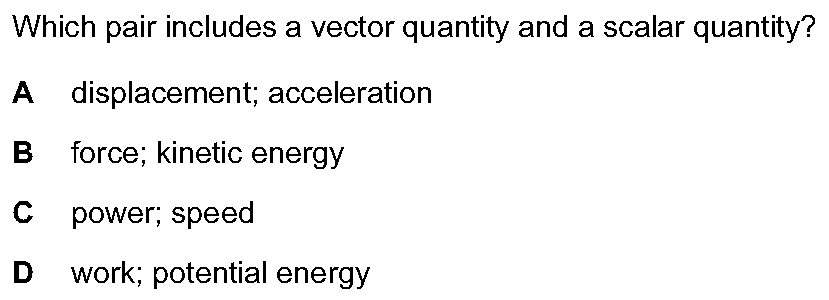 Which pair includes a vector quantity and a scalar quantity?
A displacement; acceleration
B force; kinetic energy
C power; speed
D work; potential energy